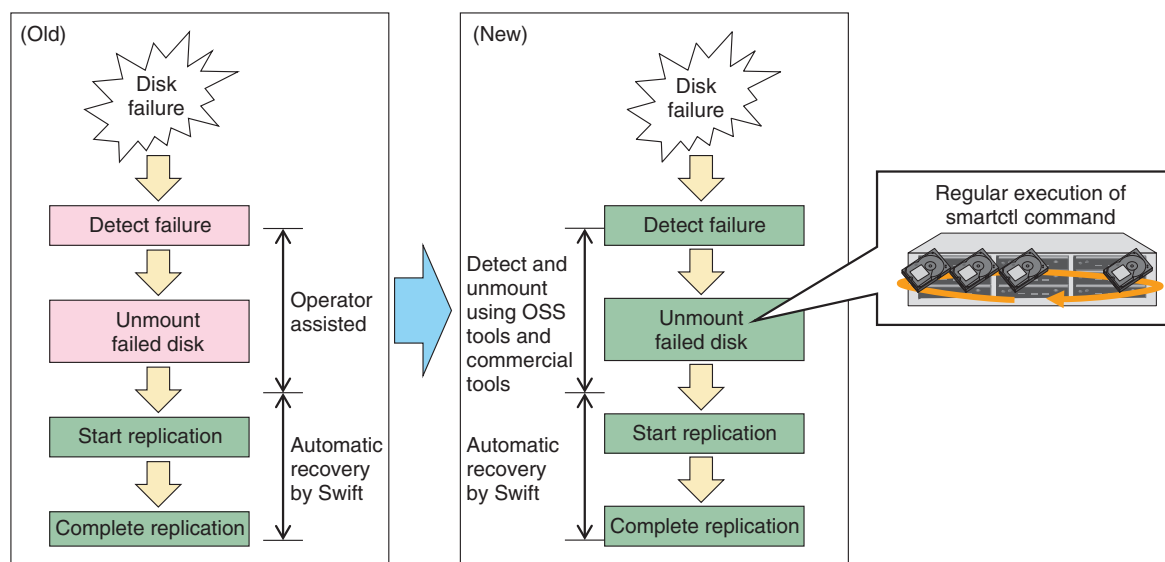 (Old)
Disk
failure
Detect failure
Unmount
failed disk
Operator
assisted
Start replication
Complete replication
Automatic
recovery
by Swift
(New)
Disk
failure
Detect failure
Detect and
unmount
using OSS
tools and
commercial
tools
Unmount
failed disk
Start replication
Automatic
recovery
by Swift
Complete replication
Regular execution of
smartctl command